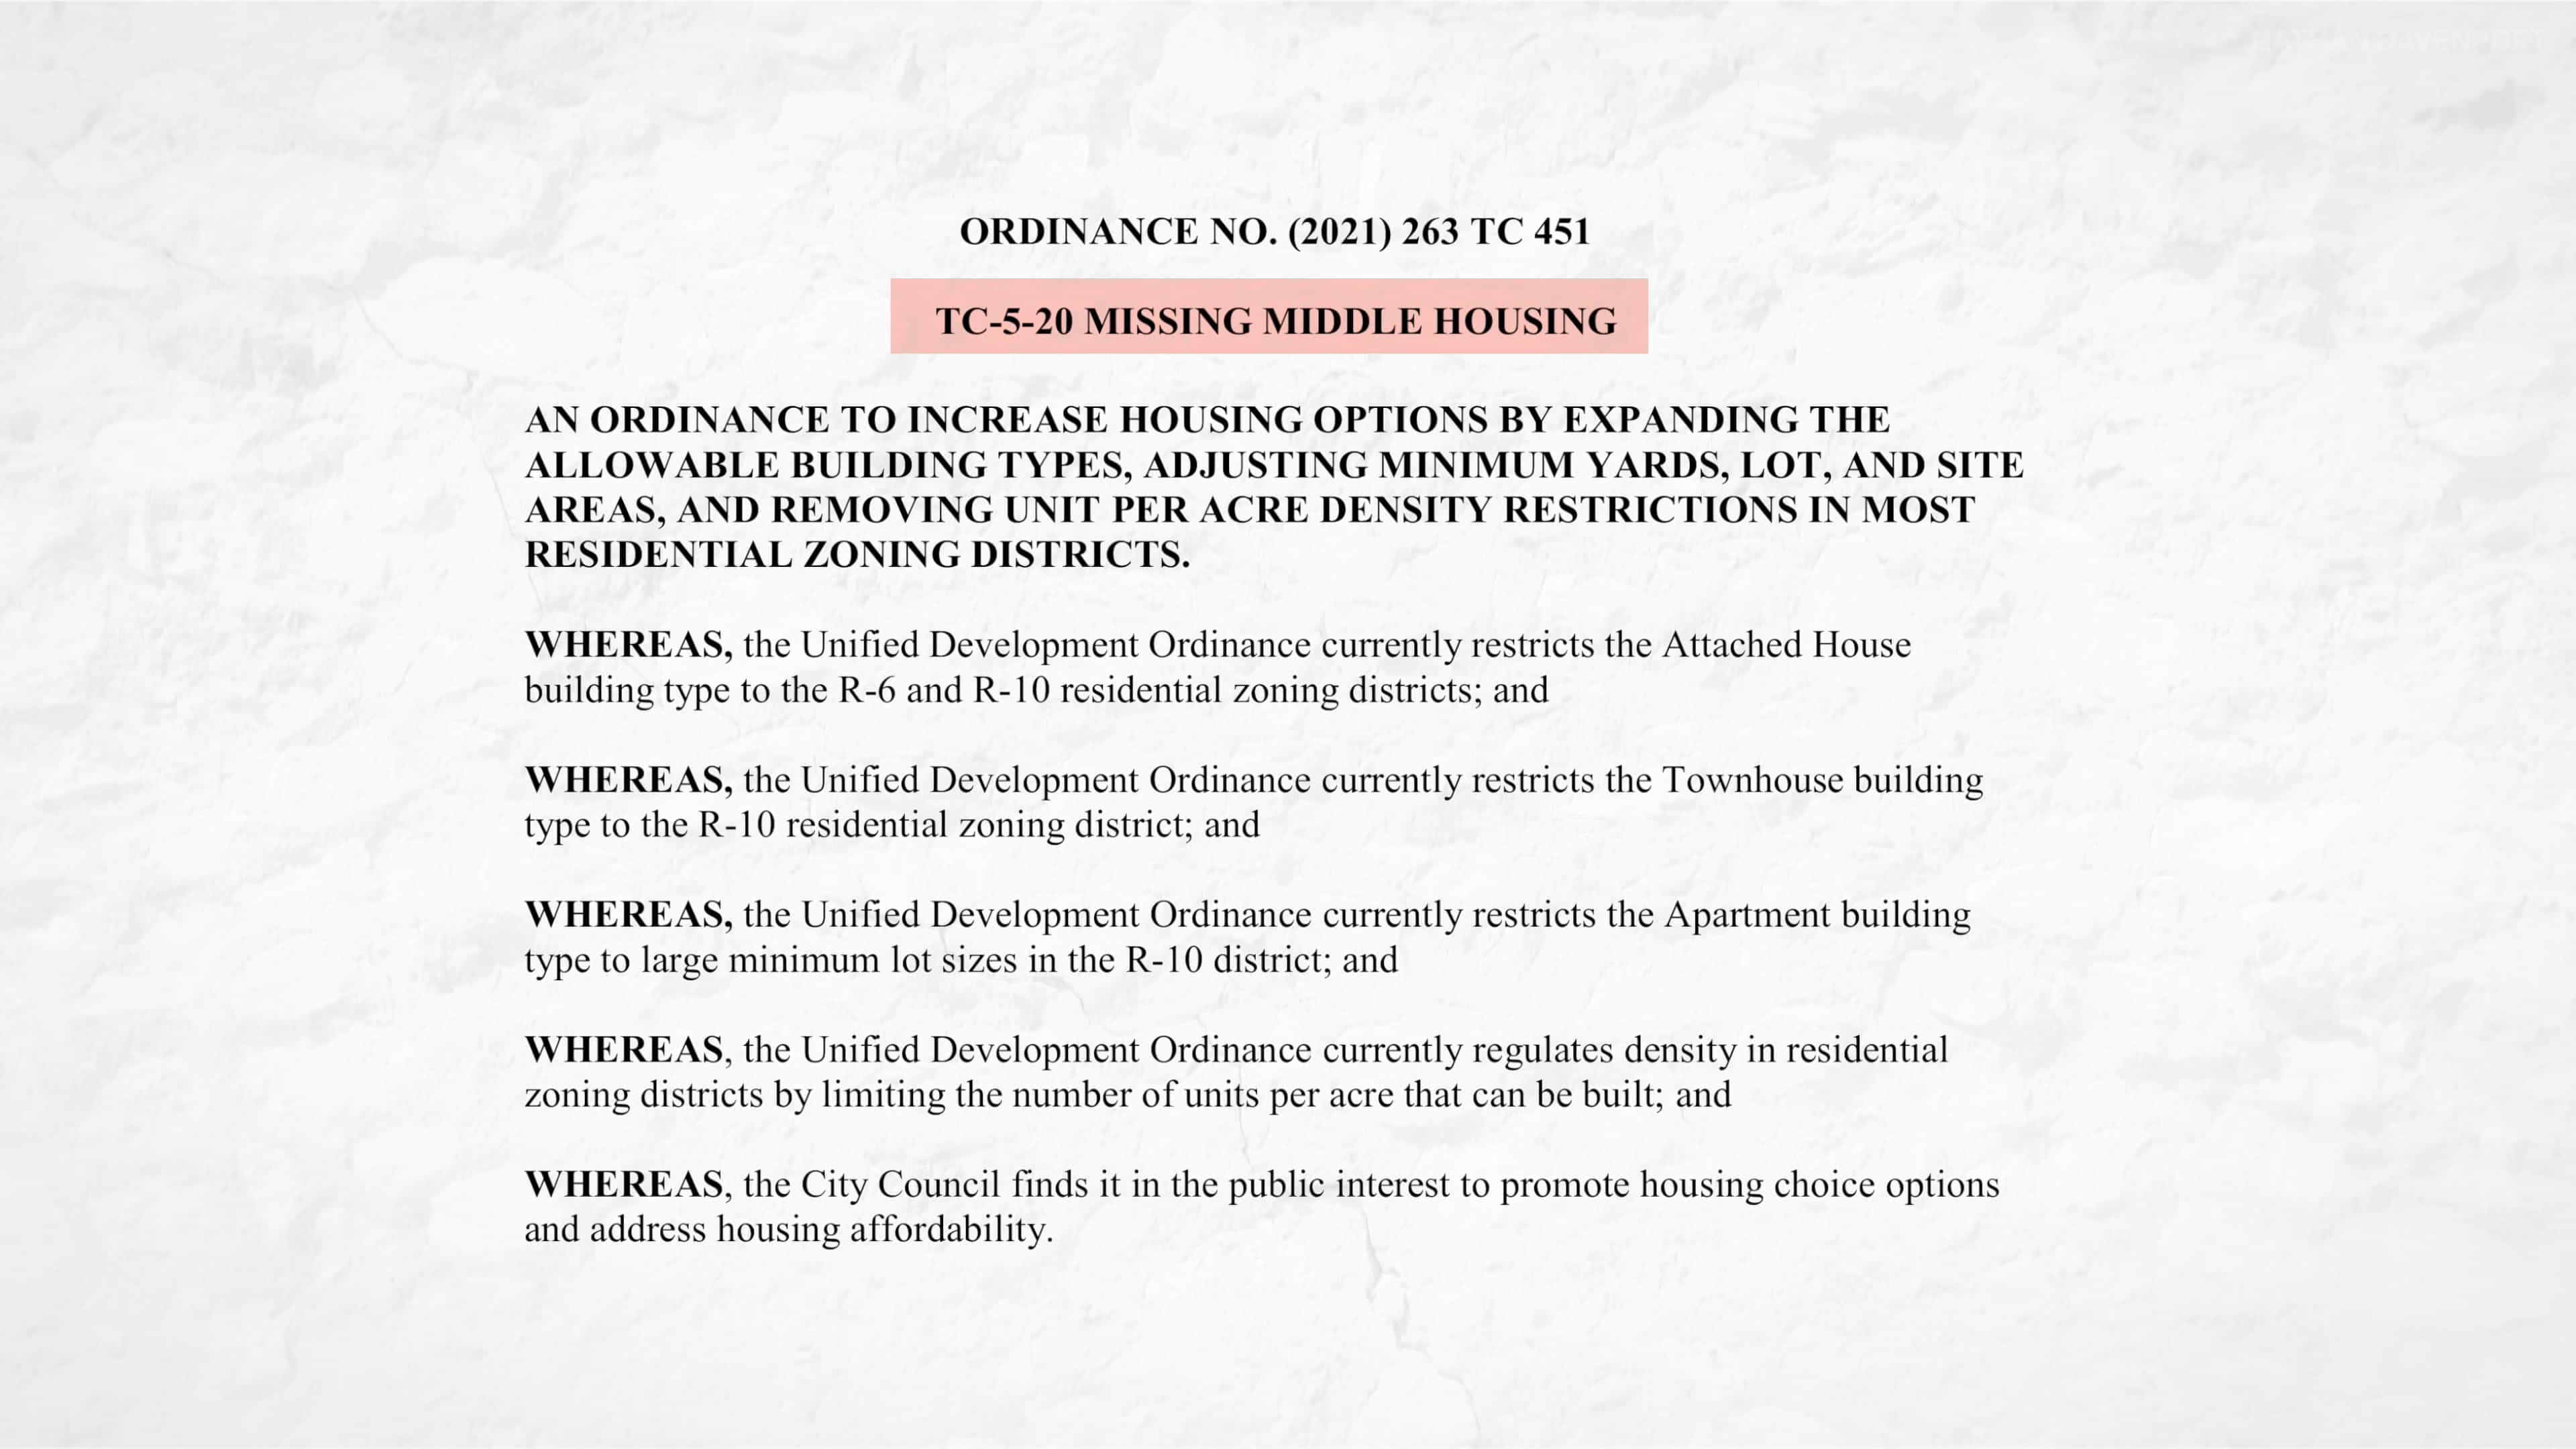 ORDINANCE NO. (2021) 263 TC 451
TC-5-20 MISSING MIDDLE HOUSING
AN ORDINANCE TO INCREASE HOUSING OPTIONS BY EXPANDING THE
ALLOWABLE BUILDING TYPES, ADJUSTING MINIMUM YARDS, LOT, AND SITE
AREAS, AND REMOVING UNIT PER ACRE DENSITY RESTRICTIONS IN MOST
RESIDENTIAL ZONING DISTRICTS.
WHEREAS, the Unified Development Ordinance currently restricts the Attached House
building type to the R-6 and R-10 residential zoning districts; and
WHEREAS, the Unified Development Ordinance currently restricts the Townhouse building
type to the R-10 residential zoning district; and
WHEREAS, the Unified Development Ordinance currently restricts the Apartment building
type to large minimum lot sizes in the R-10 district; and
WHEREAS, the Unified Development Ordinance currently regulates density in residential
zoning districts by limiting the number of units per acre that can be built; and
WHEREAS, the City Council finds it in the public interest to promote housing choice options
and address housing affordability.